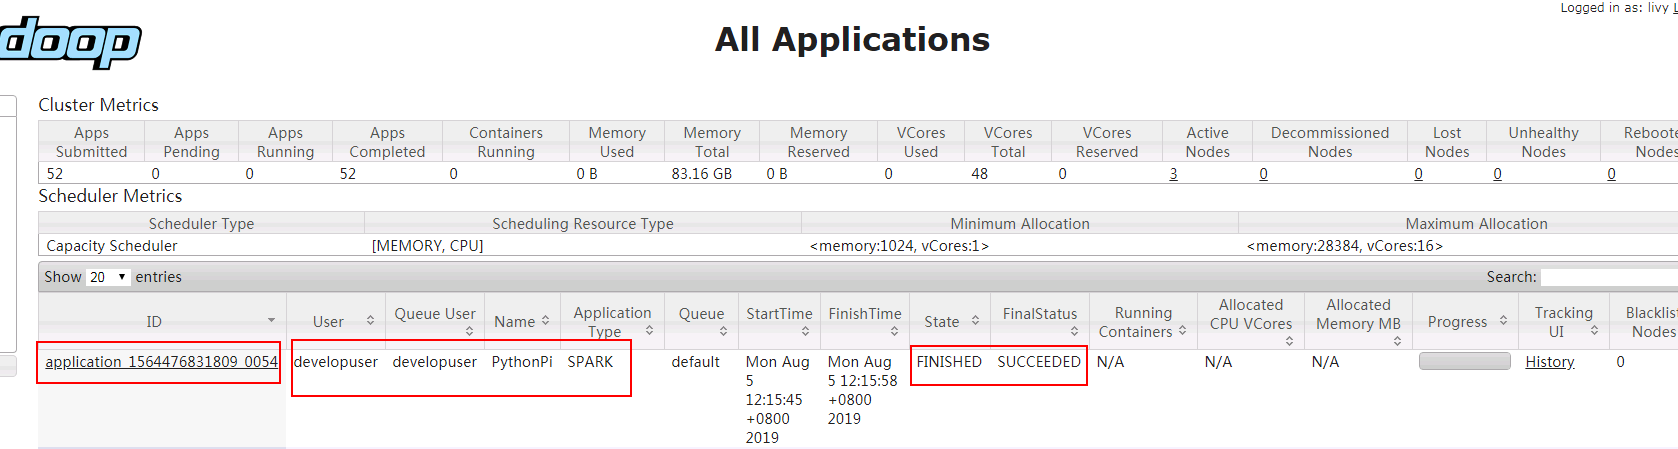 Logged in as: livy
doop
All Applications
Cluster Metrics
Apps Submitted Apps Pending Apps Running Apps Completed Containers Running Memory Used Memory Total Memory Reserved VCores Used VCores Total VCores Reserved Active Nodes Decommissioned Nodes Lost Nodes Unhealthy Nodes Reboote Nodes
52 0 0 52 0 0 B 83.16 GB 0 B 0 48 0 3 0 0 0 0
Scheduler Metrics
Scheduler Type Scheduling Resource Type Minimum Allocation Maximum Allocation
Capacity Scheduler [MEMORY, CPU] <memory:1024, vCores:1> <memory:28384, vCores:16>
Show 20 entries Search:
ID User Queue User Name Application Type Queue StartTime FinishTime State FinalStatus Running Containers Allocated CPU VCores Allocated Memory MB Progress Tracking UI Blacklist Nodes
application_1564476831809_0054 developuser developuser PythonPi SPARK default Mon Aug 5 12:15:45 +0800 2019 Mon Aug 5 12:15:58 +0800 2019 FINISHED SUCCEEDED N/A N/A N/A History 0